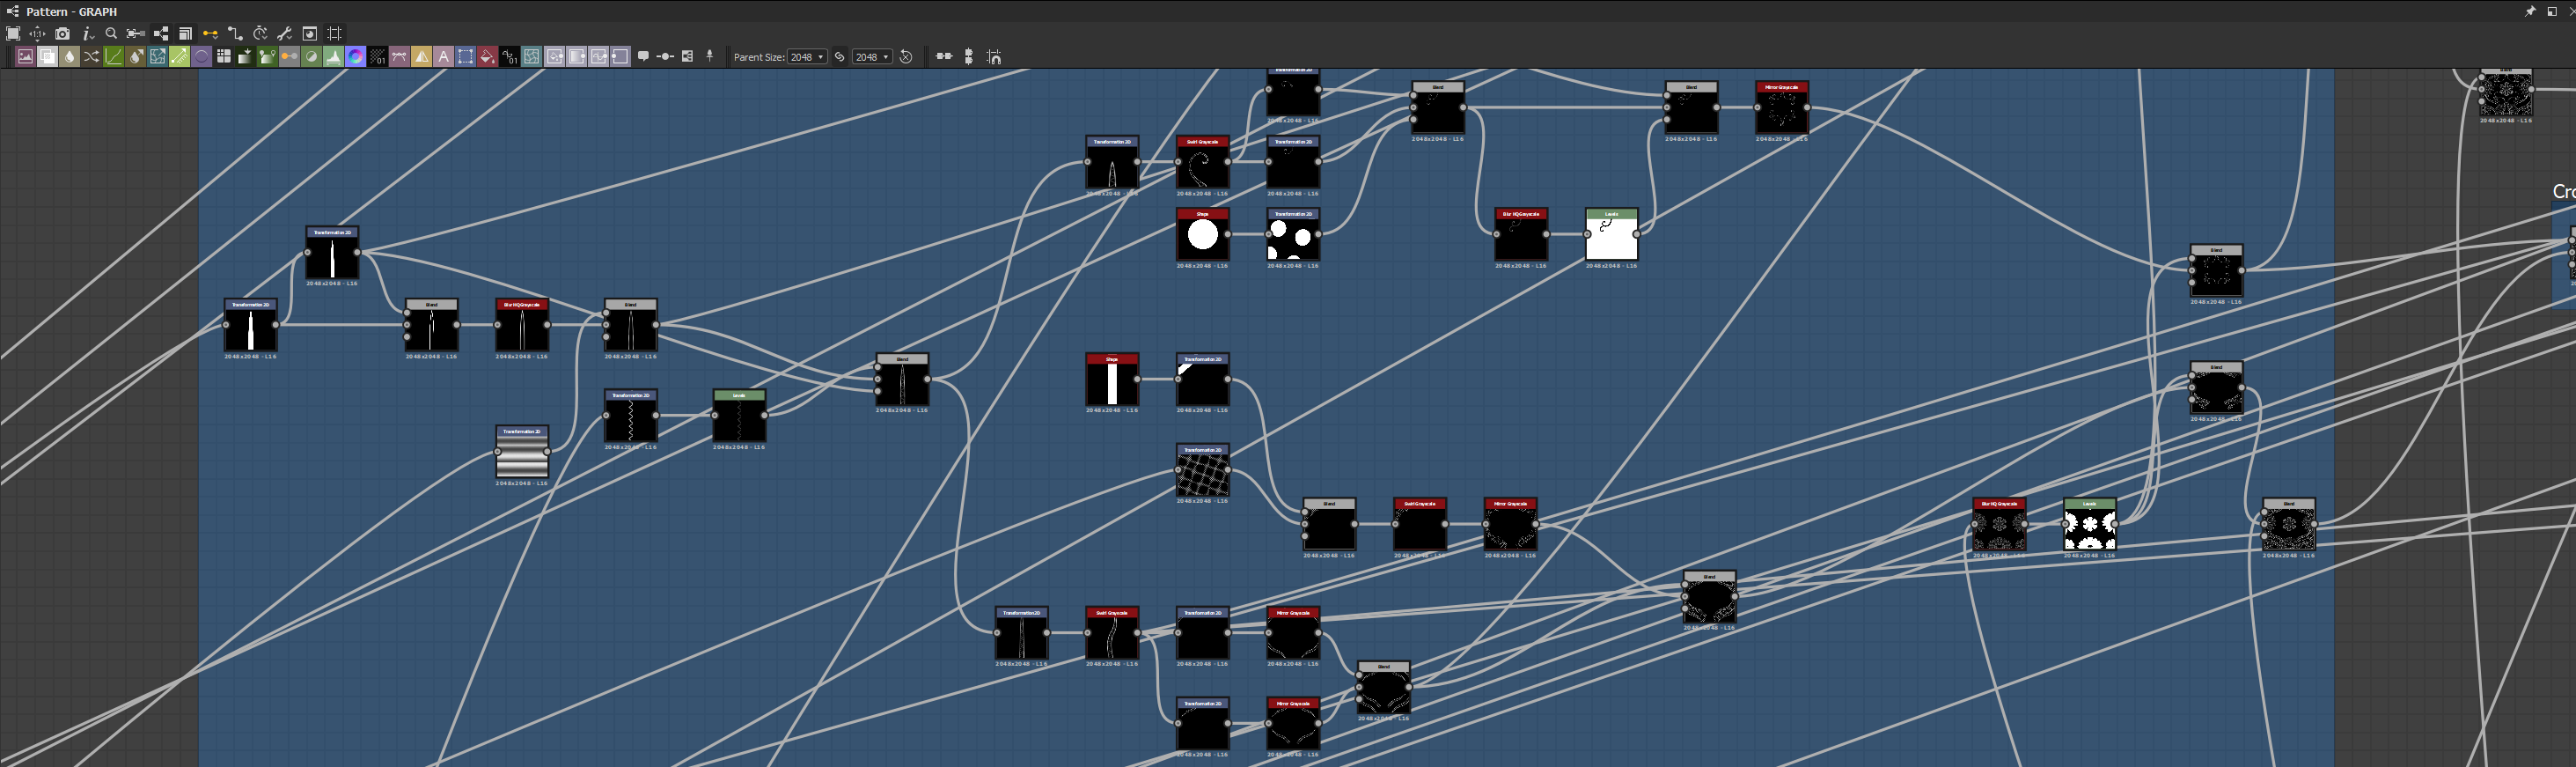 Pattern - GRAPH
Parent Size: 2048 2048
Transformation 2D
2048x2048 - L16
Blend
2048x2048 - L16
Blend
2048x2048 - L16
Mirror Grayscale
2048x2048 - L16
Blend
2048x2048 - L16
Transformation 2D
2048x2048 - L16
Swirl Grayscale
2048x2048 - L16
Transformation 2D
2048x2048 - L16
Cro
Shape
2048x2048 - L16
Transformation 2D
2048x2048 - L16
Blur HQ Grayscale
2048x2048 - L16
Levels
2048x2048 - L16
Transformation 2D
2048x2048 - L16
Blend
2048x2048 - L16
Transformation 2D
2048x2048 - L16
Blend
2048x2048 - L16
Blur HQ Grayscale
2048x2048 - L16
Blend
2048x2048 - L16
Blend
2048x2048 - L16
Shape
2048x2048 - L16
Transformation 2D
2048x2048 - L16
Blend
2048x2048 - L16
Transformation 2D
2048x2048 - L16
Levels
2048x2048 - L16
Transformation 2D
2048x2048 - L16
Transformation 2D
2048x2048 - L16
Blend
2048x2048 - L16
Swirl Grayscale
2048x2048 - L16
Mirror Grayscale
2048x2048 - L16
Blur HQ Grayscale
2048x2048 - L16
Levels
2048x2048 - L16
Blend
2048x2048 - L16
Blend
2048x2048 - L16
Transformation 2D
2048x2048 - L16
Swirl Grayscale
2048x2048 - L16
Transformation 2D
2048x2048 - L16
Mirror Grayscale
2048x2048 - L16
Blend
2048x2048 - L16
Transformation 2D
2048x2048 - L16
Mirror Grayscale
2048x2048 - L16